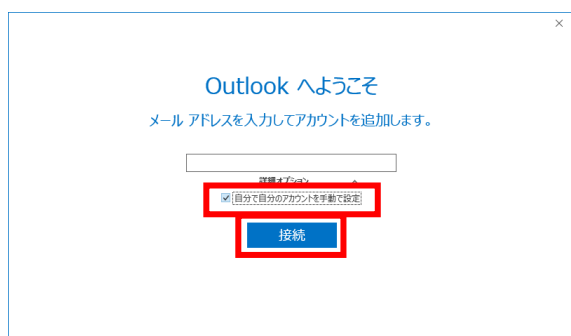 Outlook へようこそ
メール アドレスを入力してアカウントを追加します。
詳細オプション
自分で自分のアカウントを手動で設定
接続